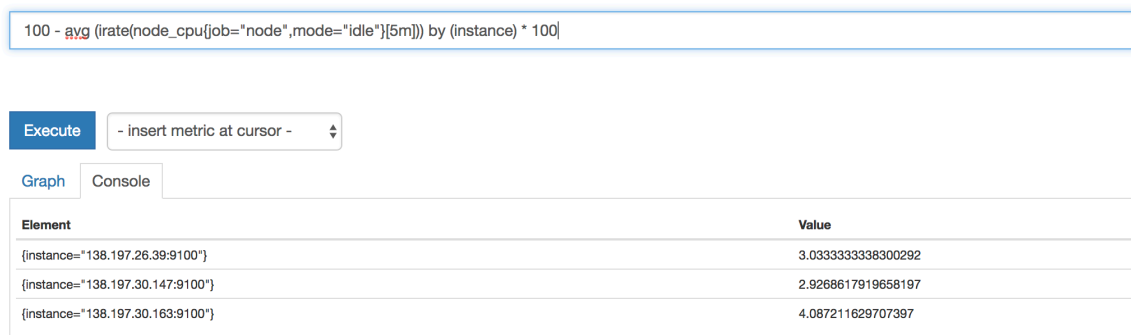 100 - avg (irate(node_cpu{job="node",mode="idle"}[5m])) by (instance) * 100
Execute
- insert metric at cursor -
Graph Console
Element Value
{instance="138.197.26.39:9100"} 3.0333333338300292
{instance="138.197.30.147:9100"} 2.9268617919658197
{instance="138.197.30.163:9100"} 4.087211629707397